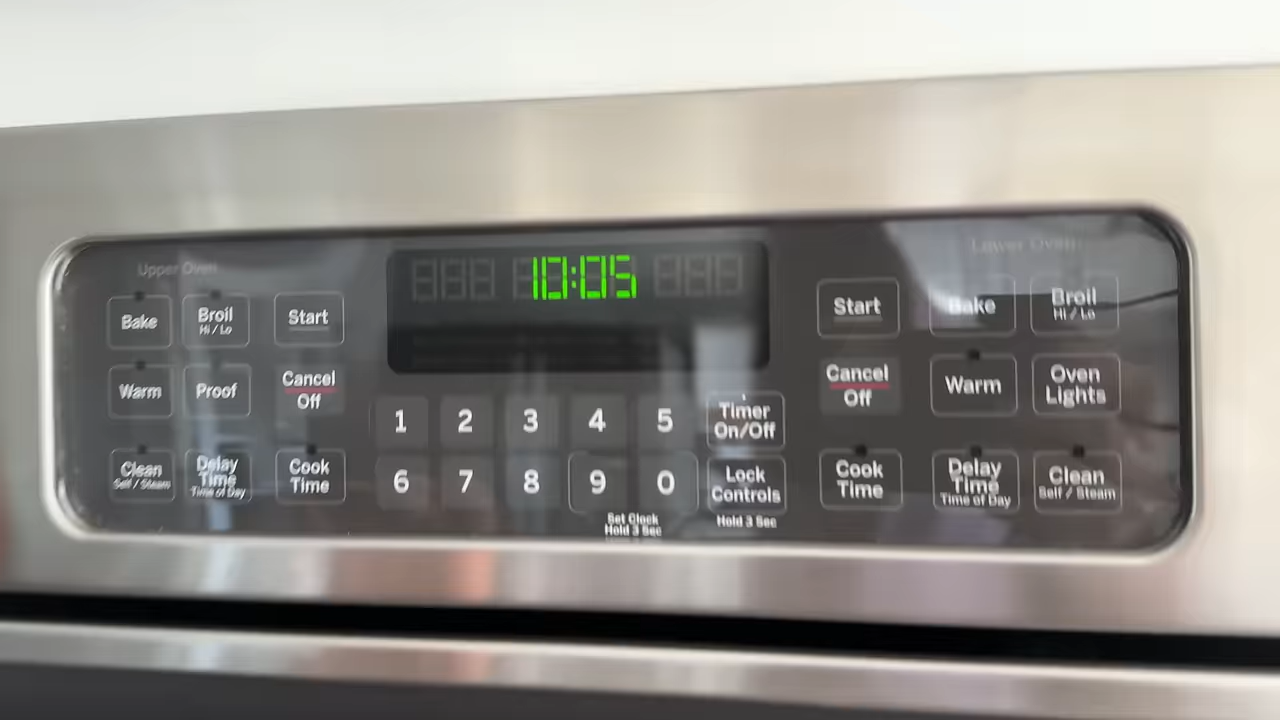 Upper Oven
Bake
Broil
Hi / Lo
Start
Warm
Proof
Cancel
Off
Clean
Self / Steam
Delay
Time
Time of Day
Cook
Time
10:05
1 2 3 4 5
Timer
On/Off
6 7 8 9 0
Lock
Controls
Set Clock
Hold 3 Sec
Hold 3 Sec
Lower Oven
Start
Bake
Broil
Hi / Lo
Cancel
Off
Warm
Oven
Lights
Cook
Time
Delay
Time
Time of Day
Clean
Self / Steam